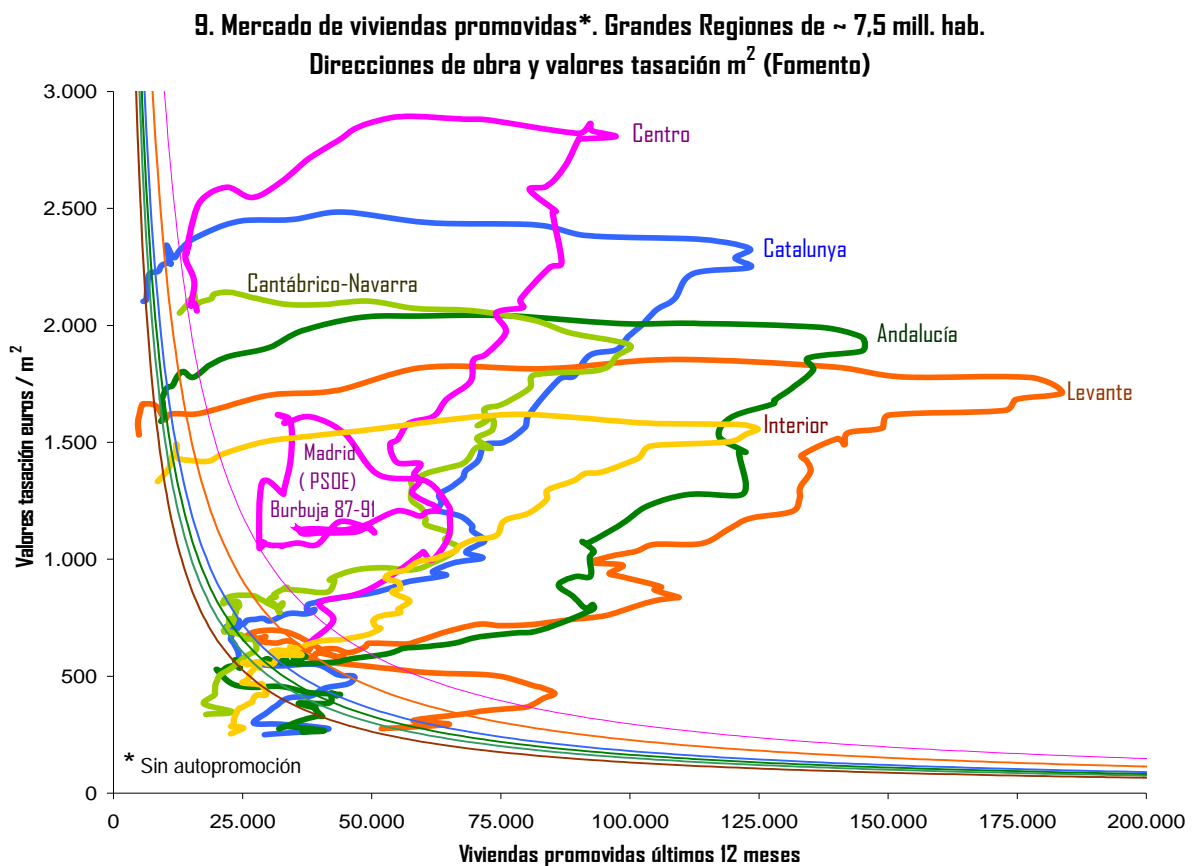 9. Mercado de viviendas promovidas*. Grandes Regiones de ~ 7,5 mill. hab.
Direcciones de obra y valores tasación m² (Fomento)
Valores tasación euros / m²
3.000
2.500
2.000
1.500
1.000
500
0
Centro
Catalunya
Cantábrico-Navarra
Andalucía
Levante
Interior
Madrid
( PSOE)
Burbuja 87-91
* Sin autopromoción
0
25.000
50.000
75.000
100.000
125.000
150.000
175.000
200.000
Viviendas promovidas últimos 12 meses